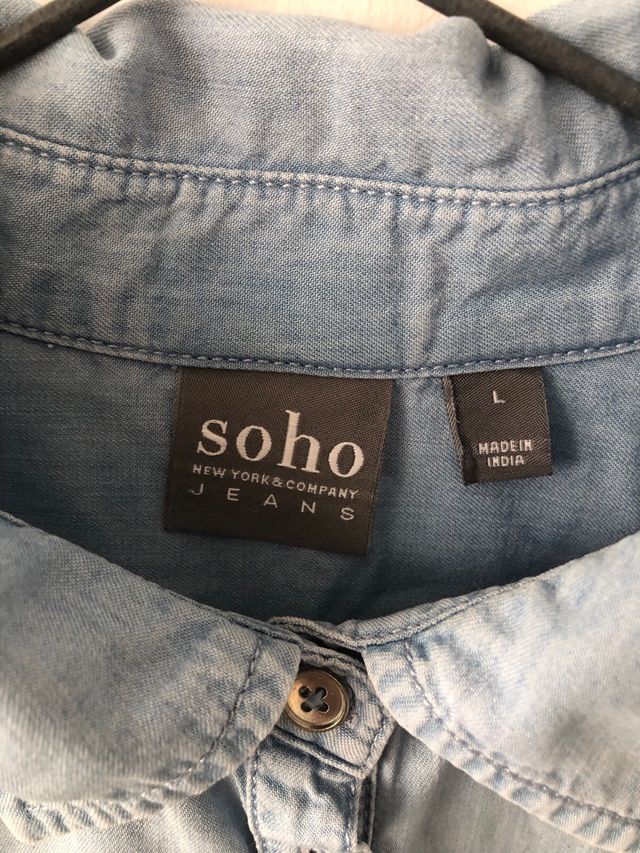 soho
NEW YORK & COMPANY
JEANS
L
MADE IN
INDIA